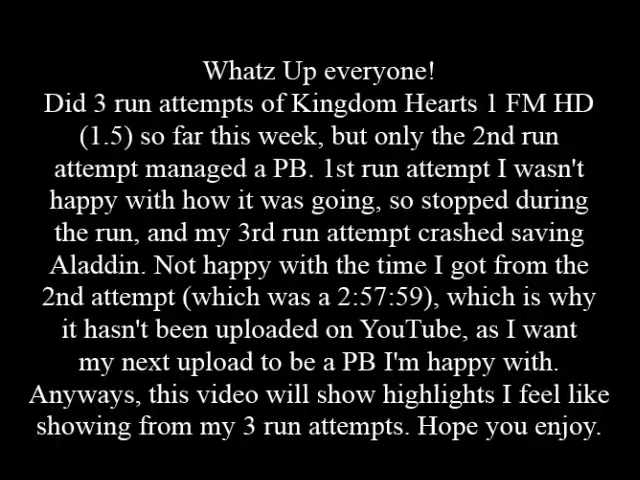 Whatz Up everyone!
Did 3 run attempts of Kingdom Hearts 1 FM HD
(1.5) so far this week, but only the 2nd run
attempt managed a PB. 1st run attempt I wasn't
happy with how it was going, so stopped during
the run, and my 3rd run attempt crashed saving
Aladdin. Not happy with the time I got from the
2nd attempt (which was a 2:57:59), which is why
it hasn't been uploaded on YouTube, as I want
my next upload to be a PB I'm happy with.
Anyways, this video will show highlights I feel like
showing from my 3 run attempts. Hope you enjoy.